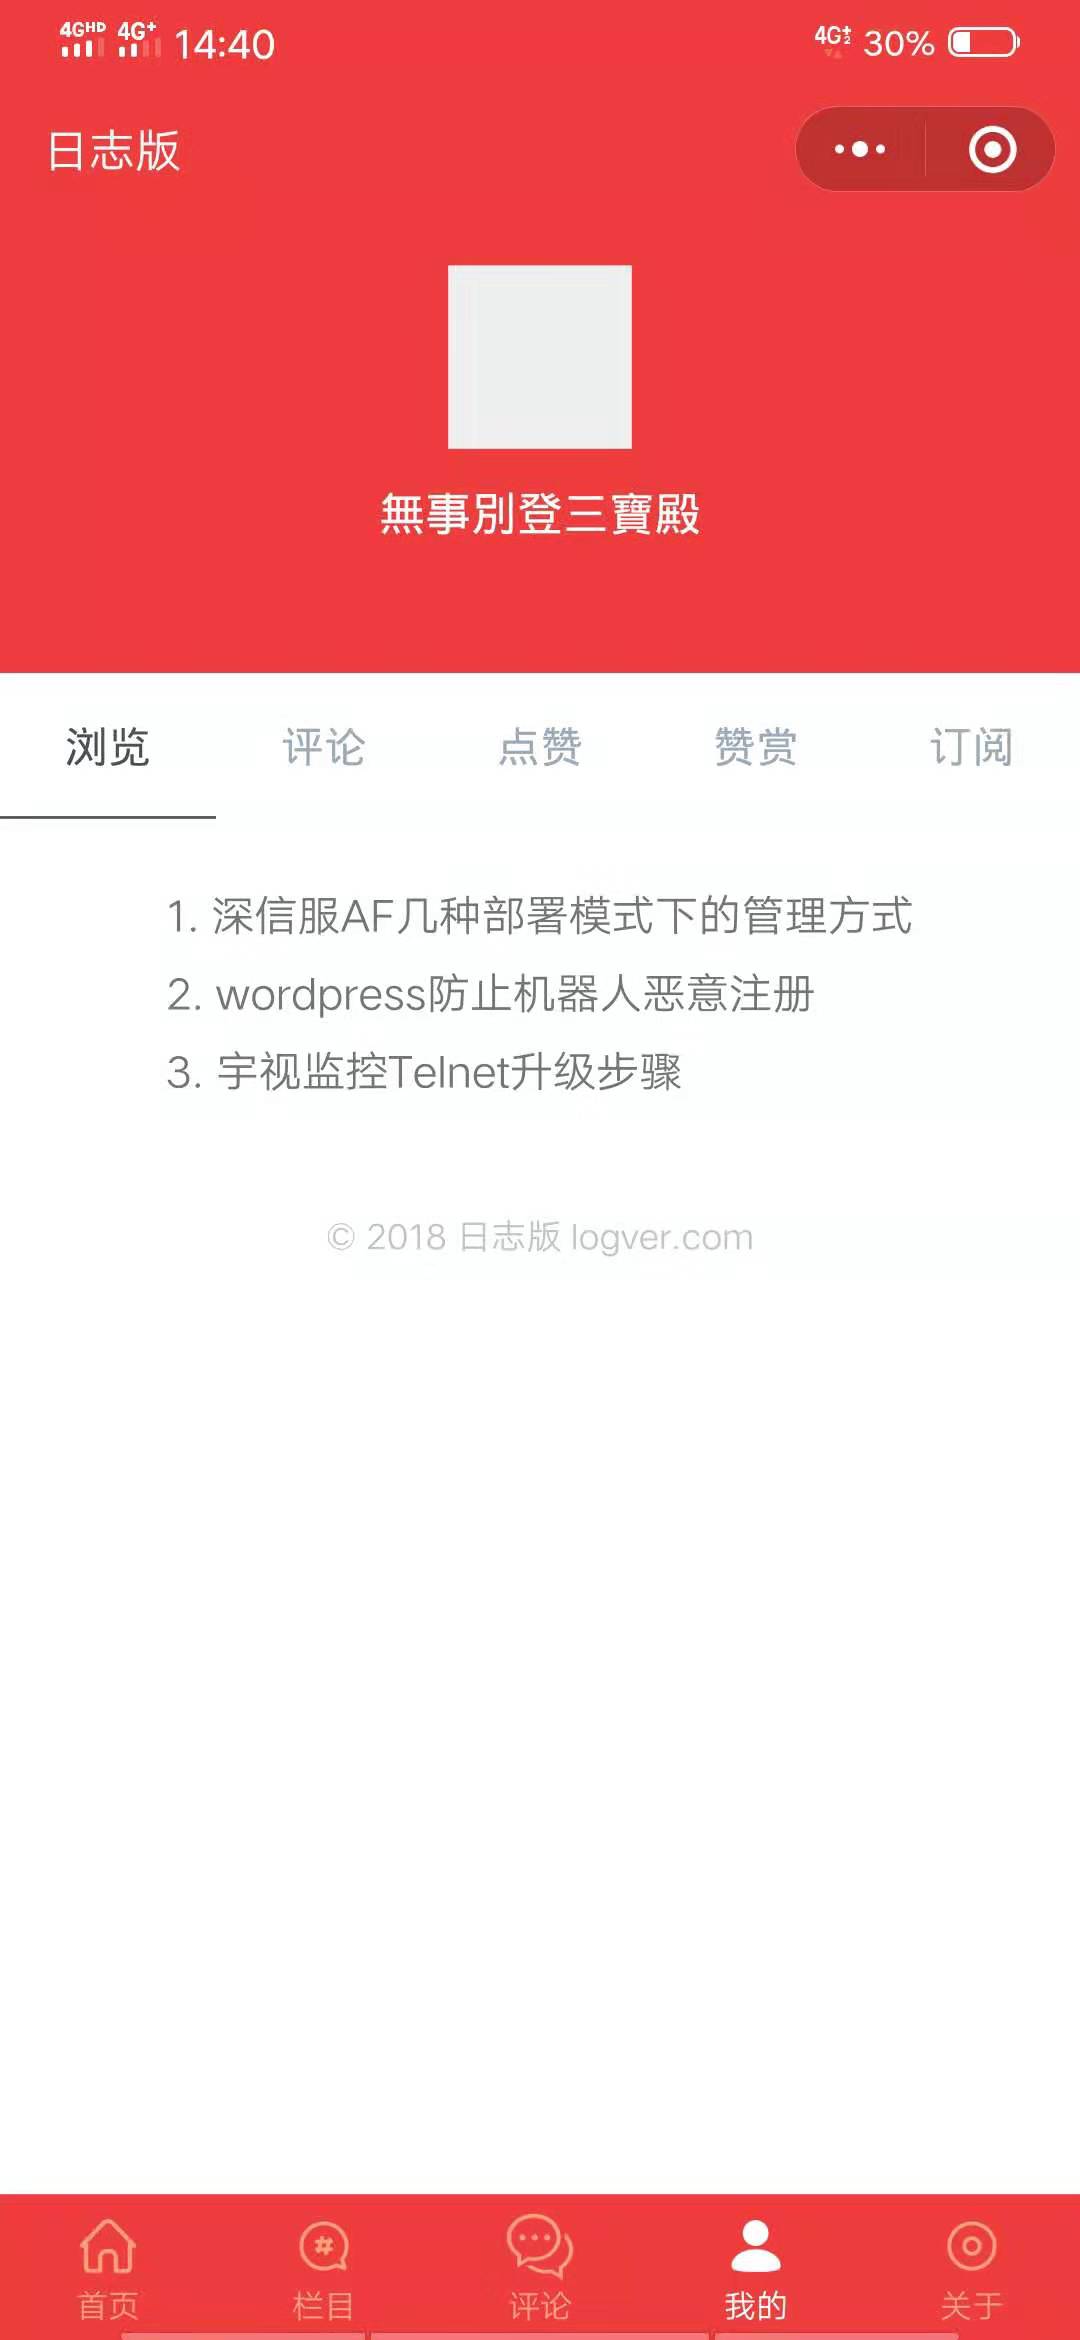 4GHD 4G+ 14:40
30%
日志版
無事別登三寶殿
浏览 评论 点赞 赞赏 订阅
1. 深信服AF几种部署模式下的管理方式
2. wordpress防止机器人恶意注册
3. 宇视监控Telnet升级步骤
© 2018 日志版 logver.com
首页 栏目 评论 我的 关于